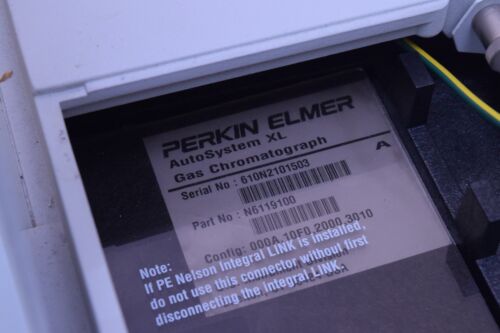 PERKIN ELMER
AutoSystem XL
Gas Chromatograph
A
Serial No : 610N2101503
Part No : N6119100
Config: 000A.10F0.2000.3010
Note:
If PE Nelson Integral LINK is installed,
do not use this connector without first
disconnecting the integral LINK.